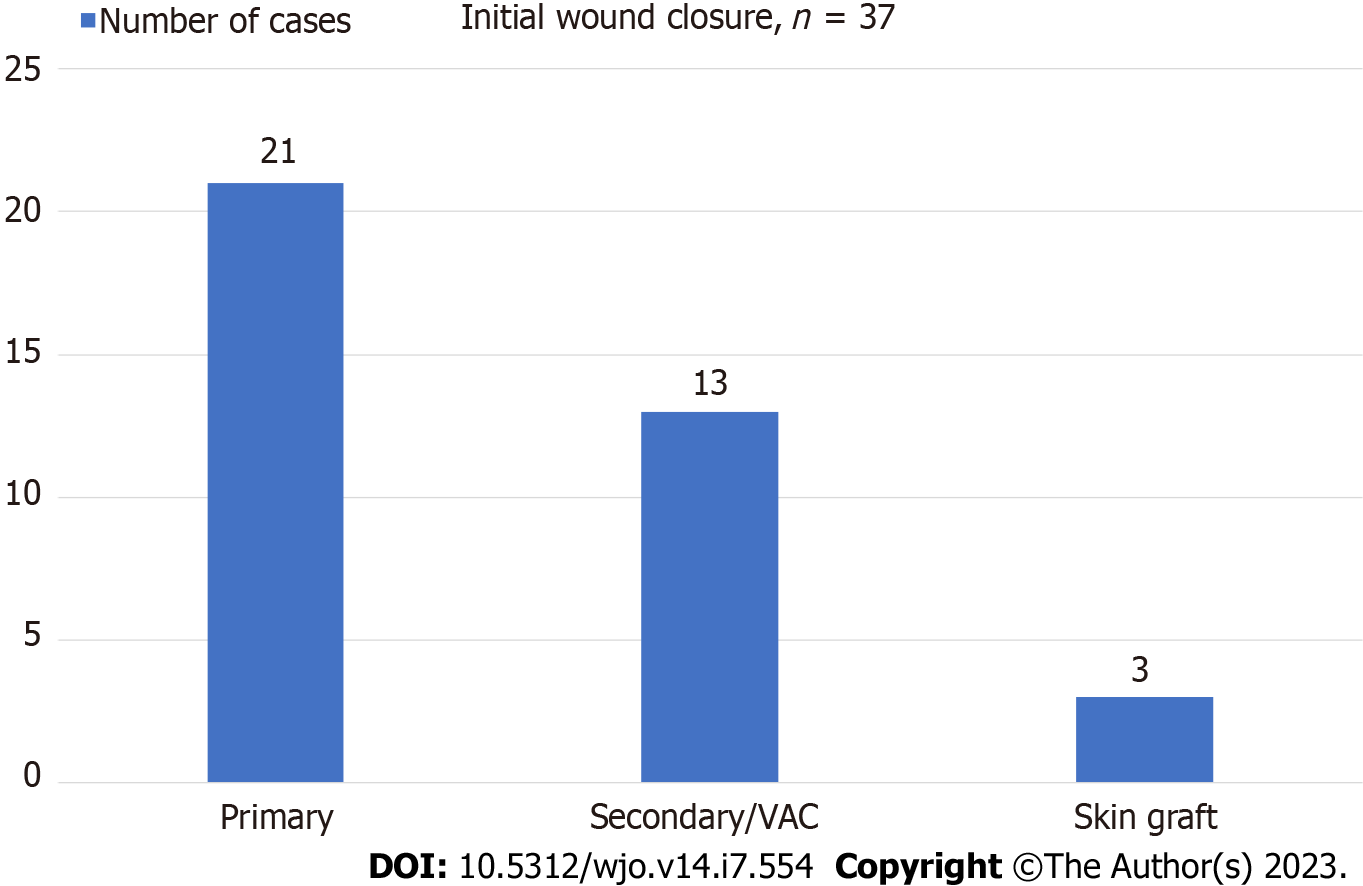 Number of cases
Initial wound closure, n = 37
25
20
15
10
5
0
21
13
3
Primary
Secondary/VAC
Skin graft
DOI: 10.5312/wjo.v14.i7.554 Copyright ©The Author(s) 2023.